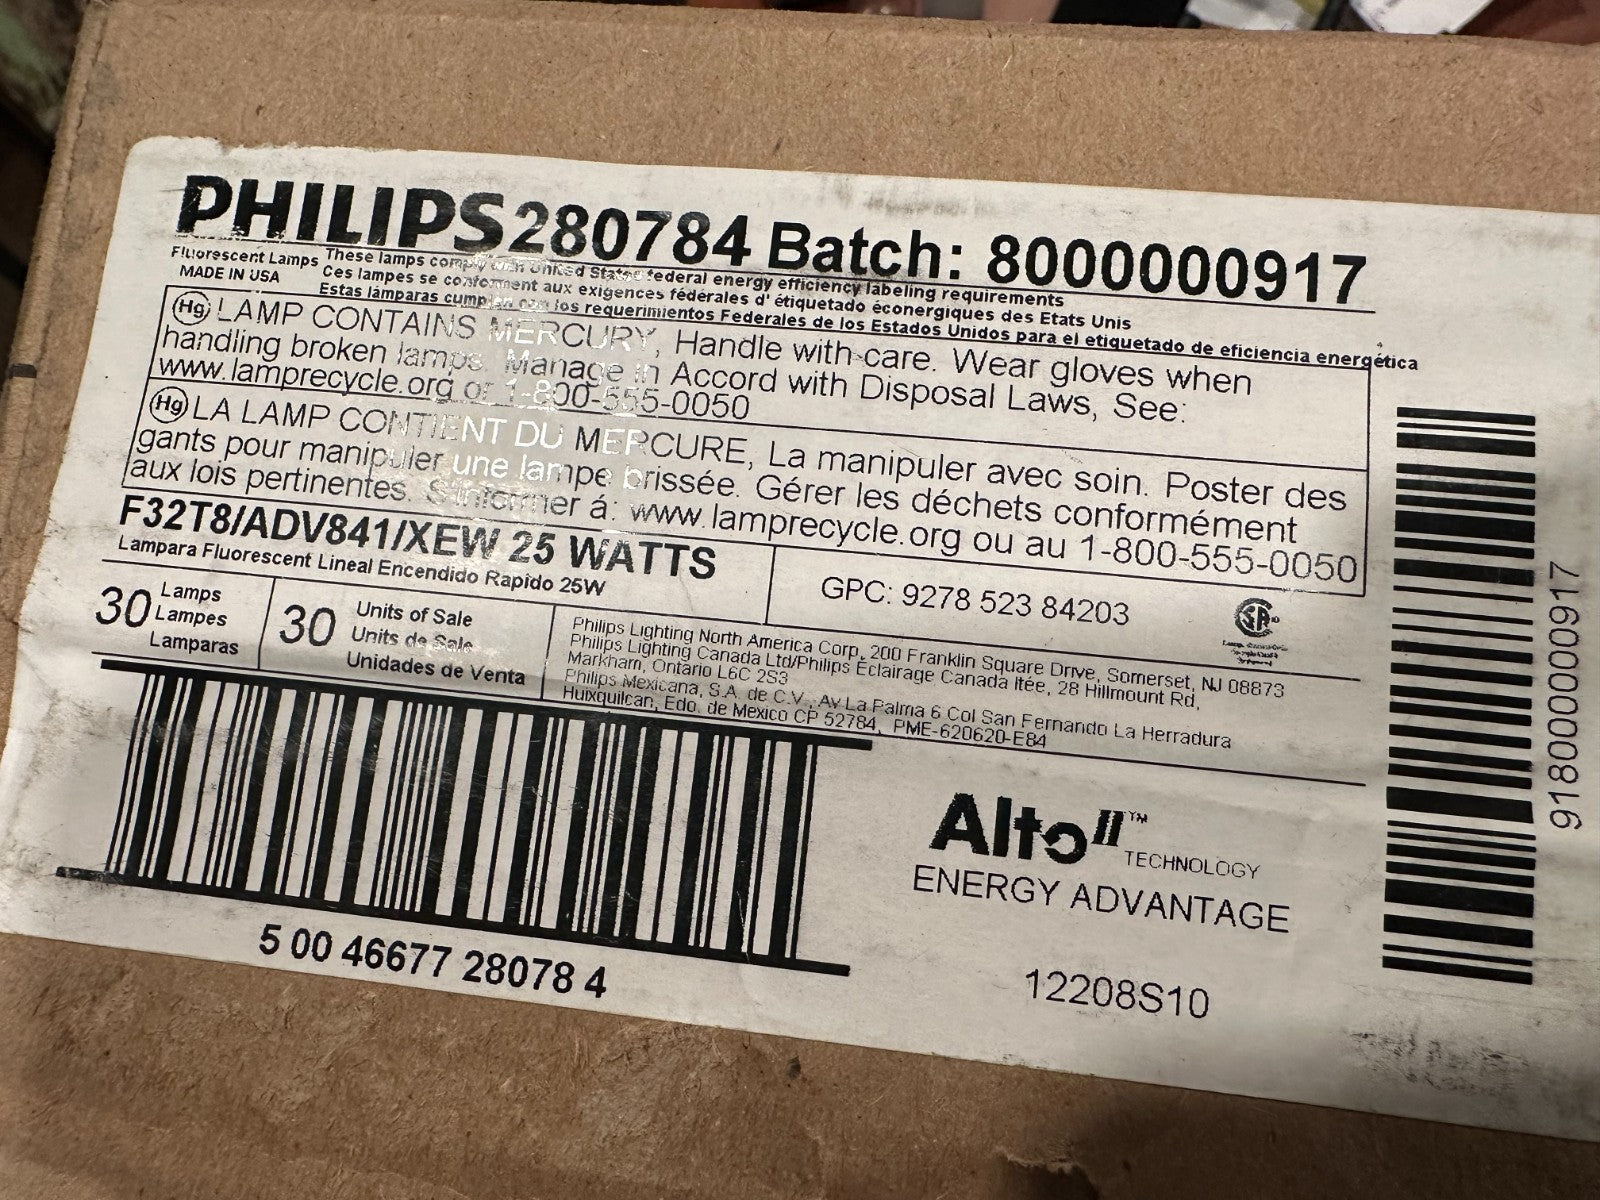 PHILIPS 280784 Batch: 8000000917
Fluorescent Lamps These lamps comply with United States federal energy efficiency labeling requirements
MADE IN USA Ces lampes se conforment aux exigences fédérales d' étiquetado économergiques des Etats Unis
Estas lámparas cumplen con los requerimientos Federales de los Estados Unidos para el etiquetado de eficiencia energética
Hg LAMP CONTAINS MERCURY, Handle with care. Wear gloves when
handling broken lamps. Manage in Accord with Disposal Laws, See:
www.lamprecycle.org or 1-800-555-0050
Hg LA LAMP CONTIENT DU MERCURE, La manipuler avec soin. Poster des
gants pour manipuler une lampe brissée. Gérer les déchets conformément
aux lois pertinentes. S'informer á: www.lamprecycle.org ou au 1-800-555-0050
F32T8/ADV841/XEW 25 WATTS
Lampara Fluorescent Lineal Encendido Rapido 25W
GPC: 9278 523 84203
30 Lamps
Lampes
Lamparas
30 Units of Sale
Units de Sale
Unidades de Venta
Philips Lighting North America Corp, 200 Franklin Square Drive, Somerset, NJ 08873
Philips Lighting Canada Ltd/Philips Éclairage Canada ltée, 28 Hillmount Rd,
Markham, Ontario L6C 2S3
Philips Mexicana, S.A. de C.V., Av La Palma 6 Col San Fernando La Herradura
Huixquilcan, Edo. de Mexico CP 52784, PME-620620-E84
5 00 46677 28078 4
Alto II™
TECHNOLOGY
ENERGY ADVANTAGE
12208S10
918000000917